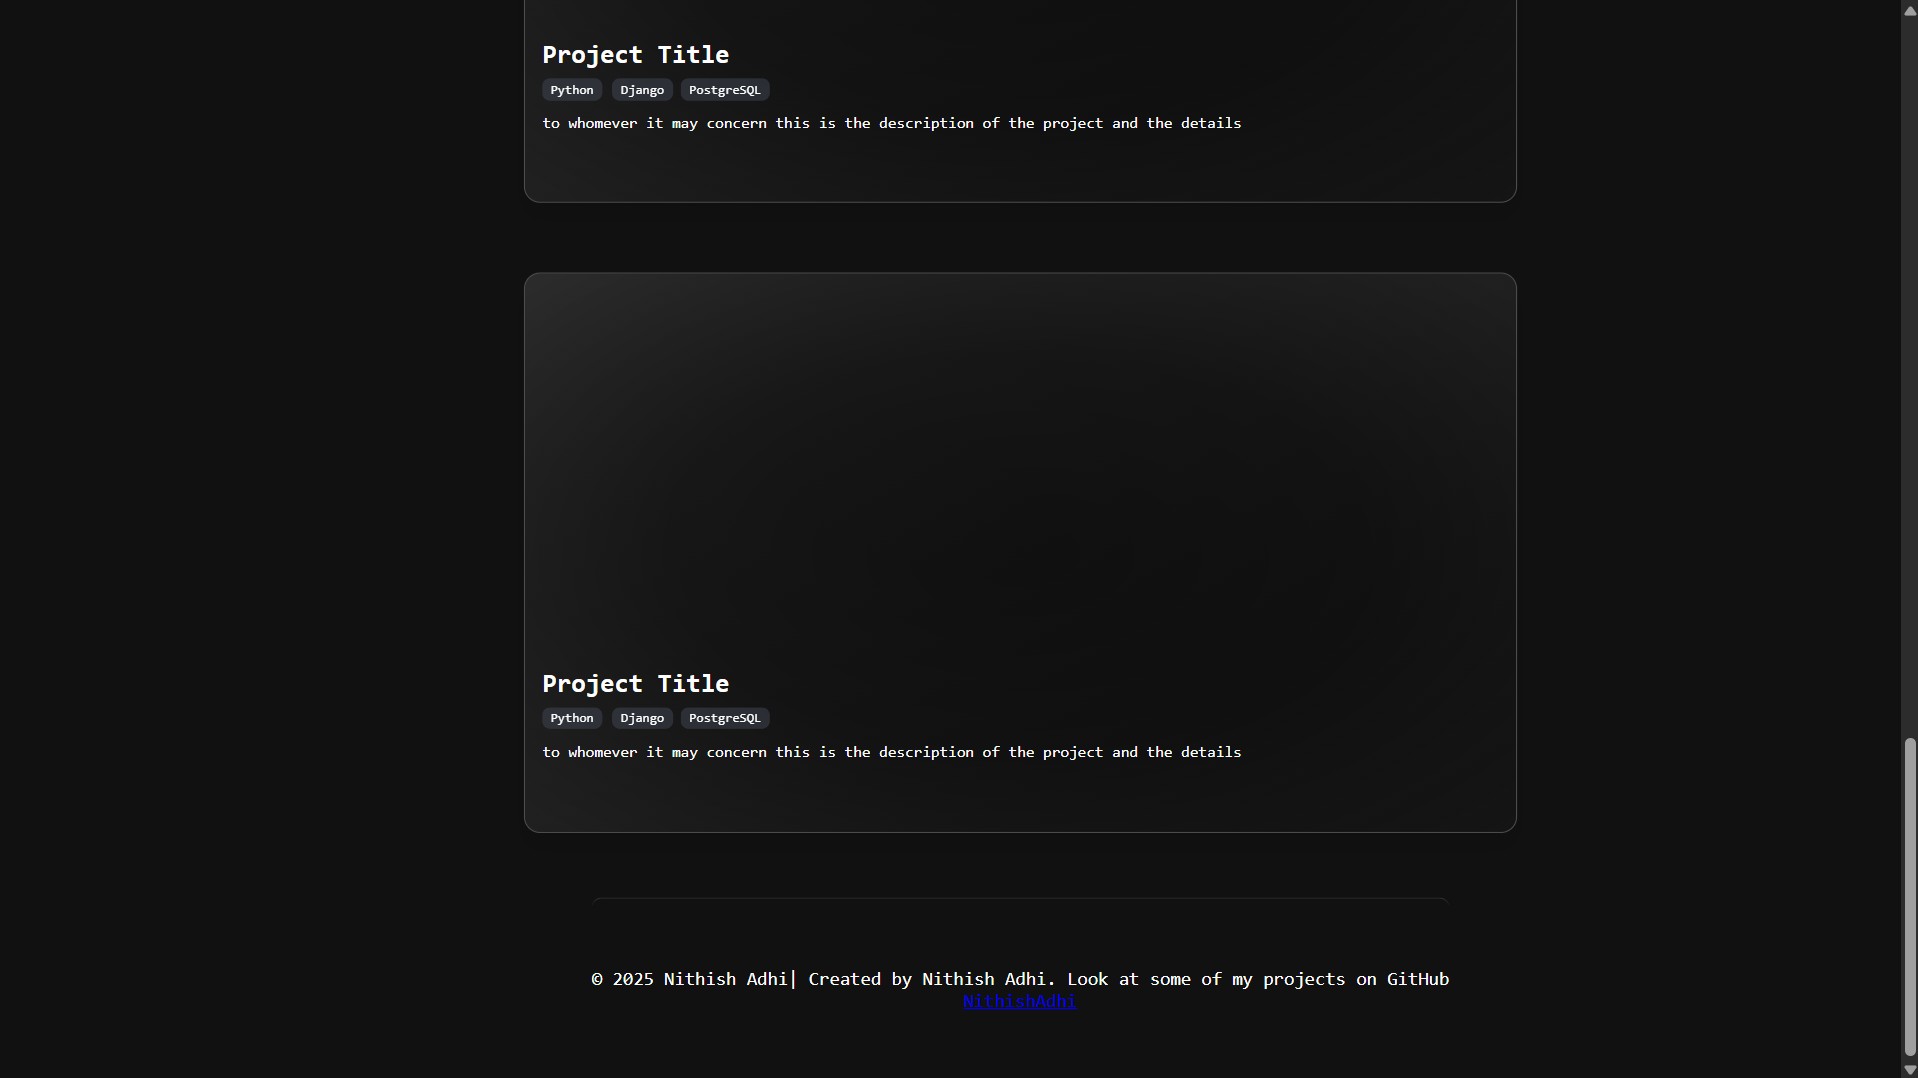 Project Title
Python Django PostgreSQL
to whomever it may concern this is the description of the project and the details
Project Title
Python Django PostgreSQL
to whomever it may concern this is the description of the project and the details
© 2025 Nithish Adhi| Created by Nithish Adhi. Look at some of my projects on GitHub
NithishAdhi